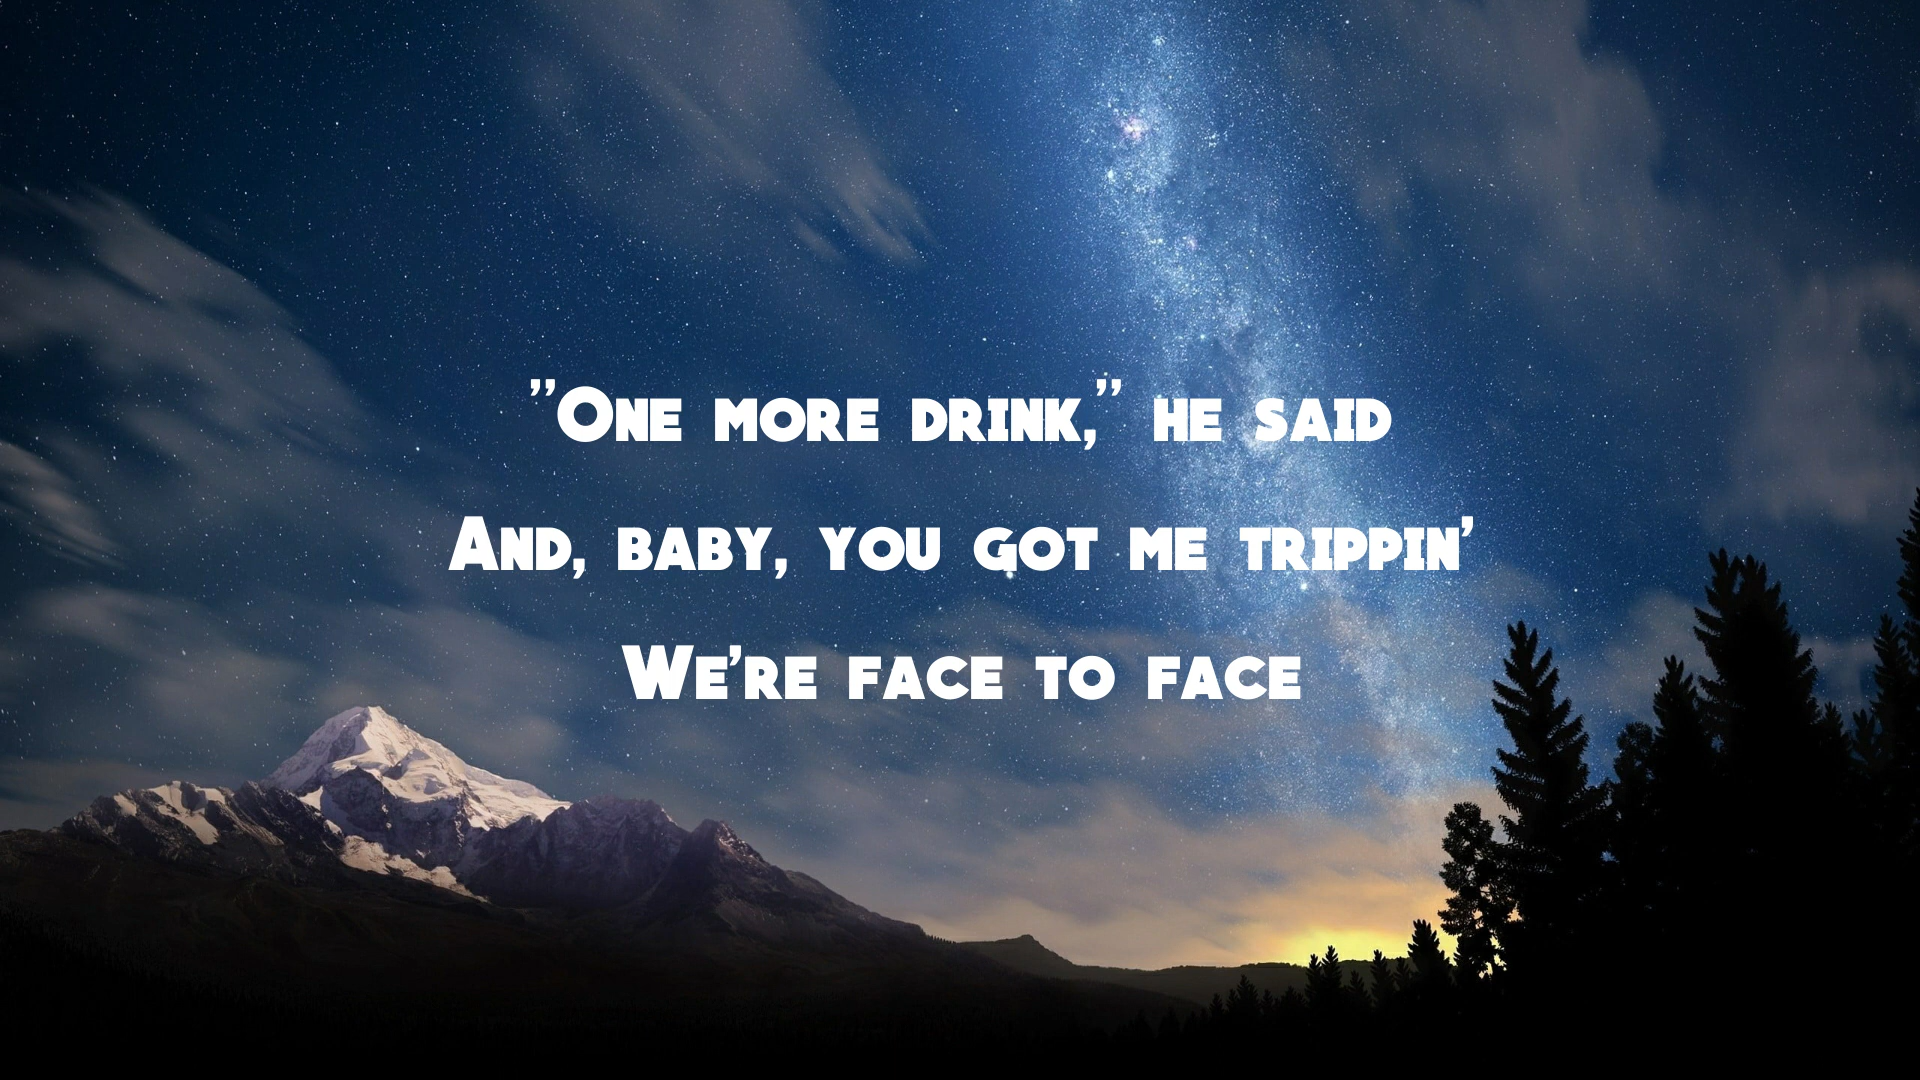 "One more drink," he said
And, baby, you got me trippin'
We're face to face